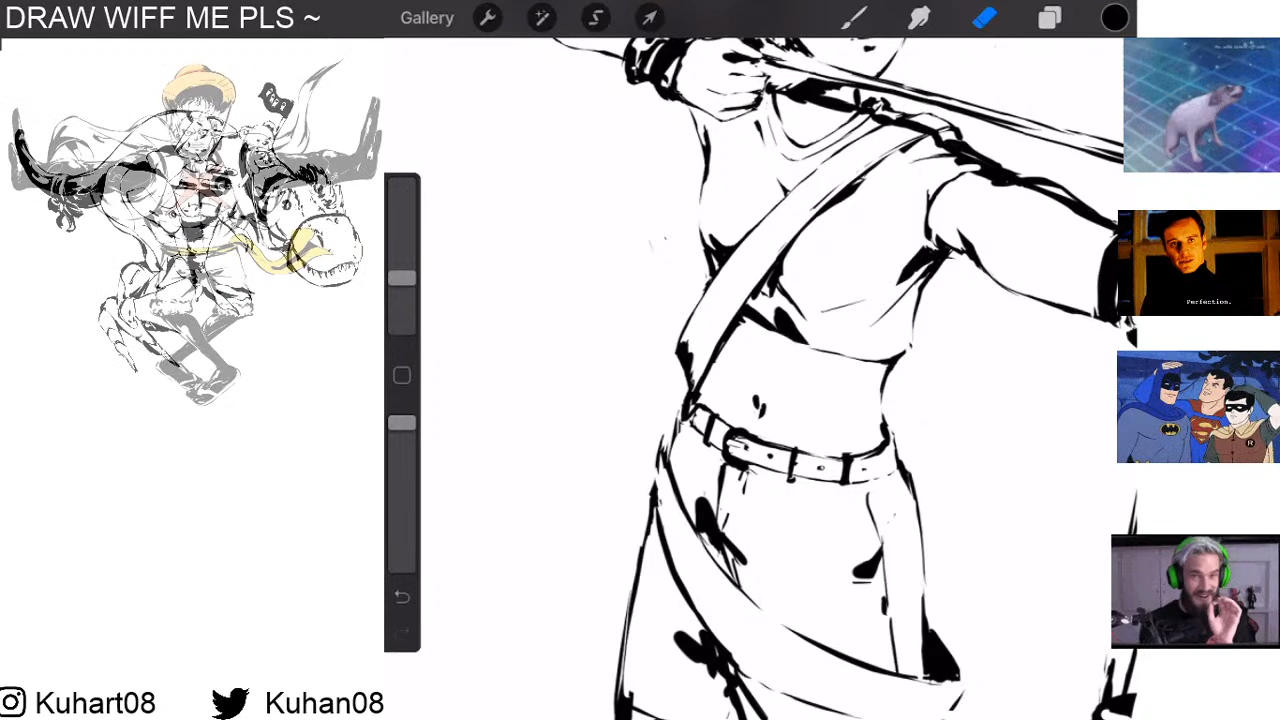 DRAW WIFF ME PLS ~
Gallery
Perfection.
Kuhart08
Kuhan08